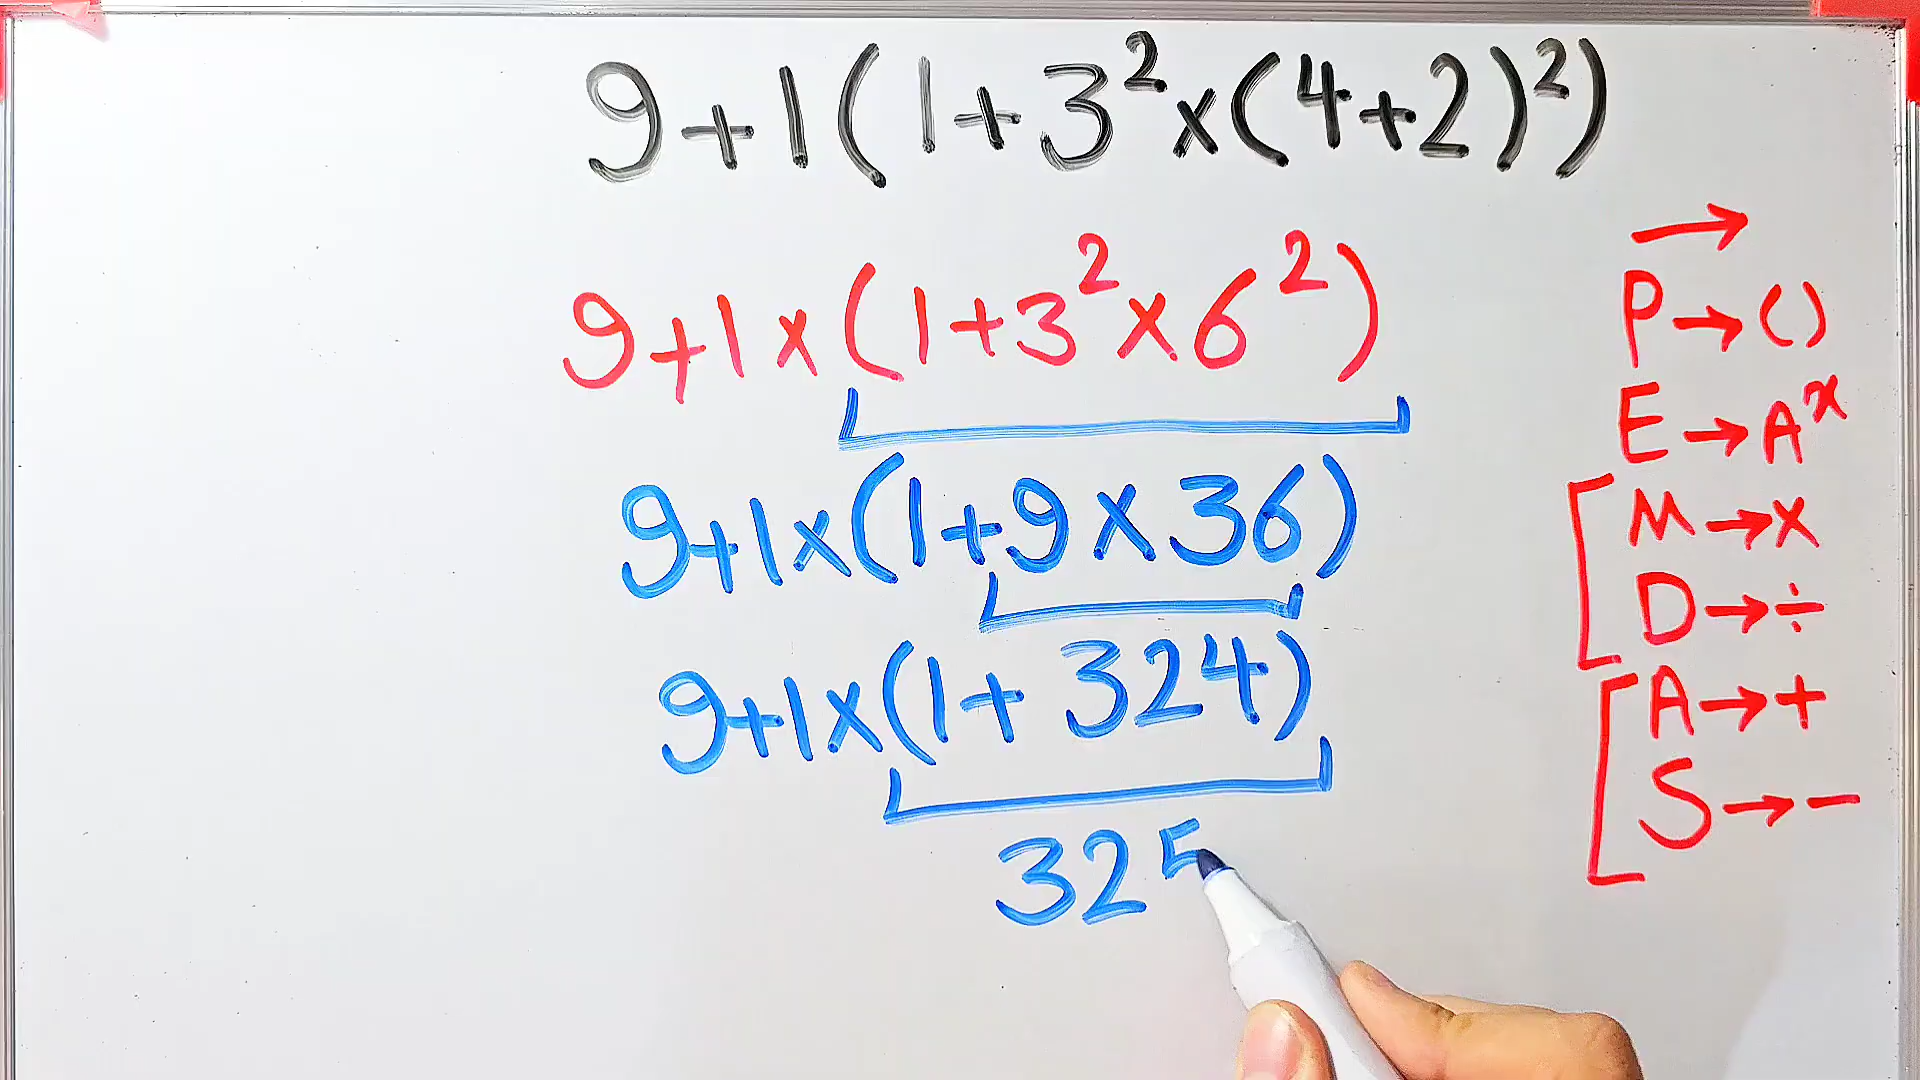 9+1(1+3²×(4+2)²)
9+1×(1+3²×6²)
9+1×(1+9×36)
9+1×(1+324)
325
→
P→()
E→Aˣ
M→×
D→÷
A→+
S→−